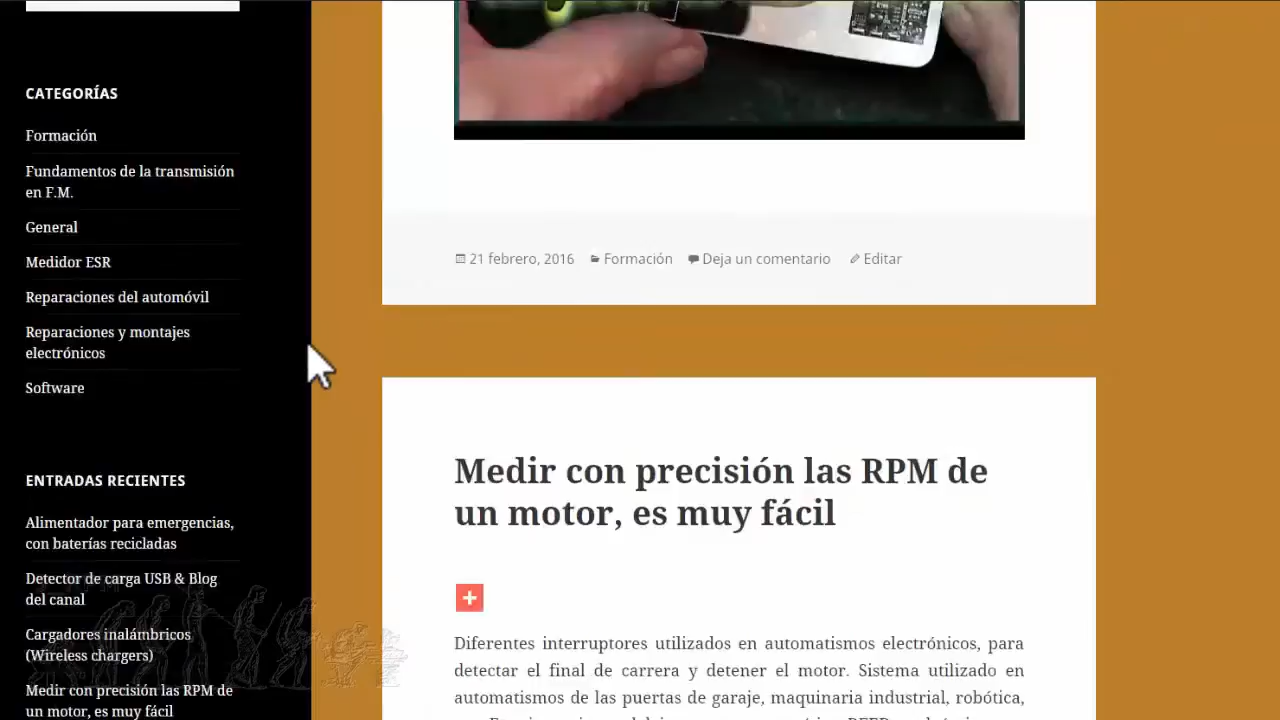 CATEGORÍAS
Formación
Fundamentos de la transmisión
en F.M.
General
Medidor ESR
Reparaciones del automóvil
Reparaciones y montajes
electrónicos
Software
ENTRADAS RECIENTES
Alimentador para emergencias,
con baterías recicladas
Detector de carga USB & Blog
del canal
Cargadores inalámbricos
(Wireless chargers)
Medir con precisión las RPM de
un motor, es muy fácil
21 febrero, 2016 Formación Deja un comentario Editar
Medir con precisión las RPM de
un motor, es muy fácil
Diferentes interruptores utilizados en automatismos electrónicos, para
detectar el final de carrera y detener el motor. Sistema utilizado en
automatismos de las puertas de garaje, maquinaria industrial, robótica,